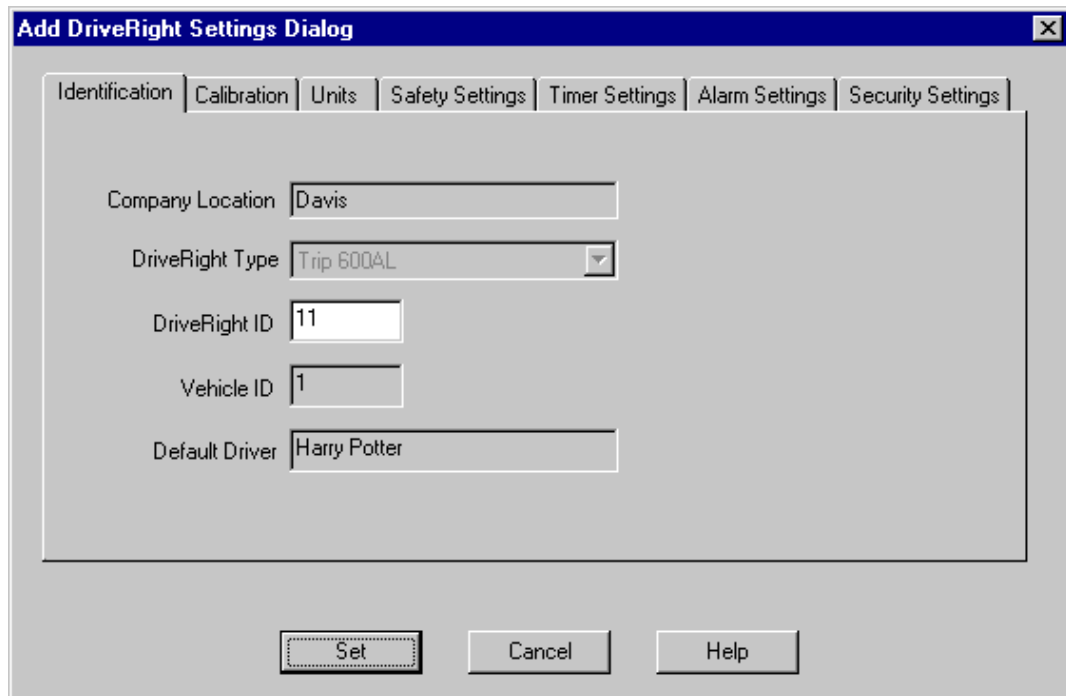 Add DriveRight Settings Dialog
Identification Calibration Units Safety Settings Timer Settings Alarm Settings Security Settings
Company Location Davis
DriveRight Type Trip 600AL
DriveRight ID 11
Vehicle ID 1
Default Driver Harry Potter
Set Cancel Help